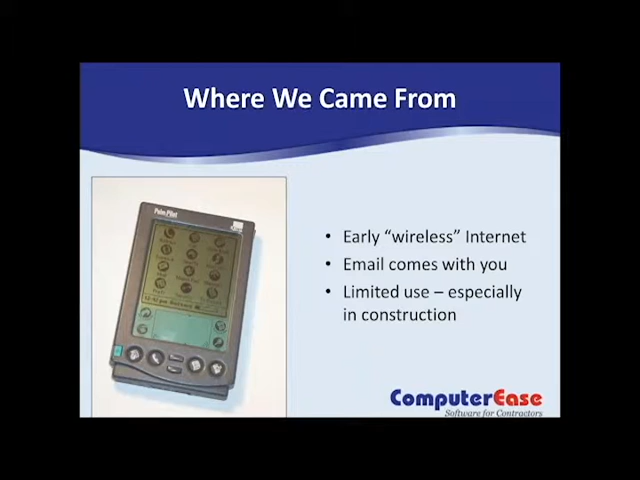 Where We Came From
Palm Pilot
• Early “wireless” Internet
• Email comes with you
• Limited use – especially
in construction
ComputerEase
Software for Contractors